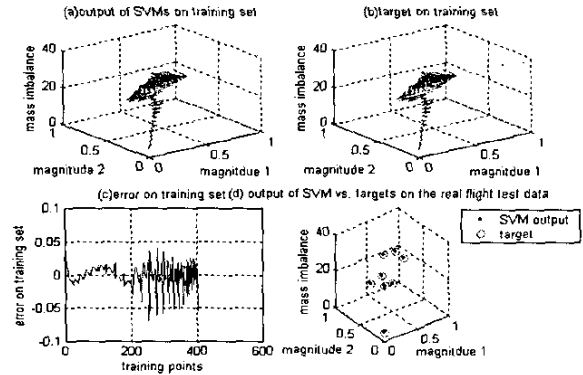 (a)output of SVMs on training set
(b)target on training set
mass imbalance
40
20
0
1
0.5
0
magnitude 2
0
0.5
1
magnitdue 1
mass imbalance
40
20
0
1
0.5
0
magnitude 2
0
0.5
1
magnitdue 1
(c)error on training set
(d) output of SVM vs. targets on the real flight test data
error on training set
0.1
0.05
0
-0.05
-0.1
0
200
400
600
training points
mass imbalance
40
20
0
1
0.5
0
magnitude 2
0
0.5
1
magnitdue 1
SVM output
target